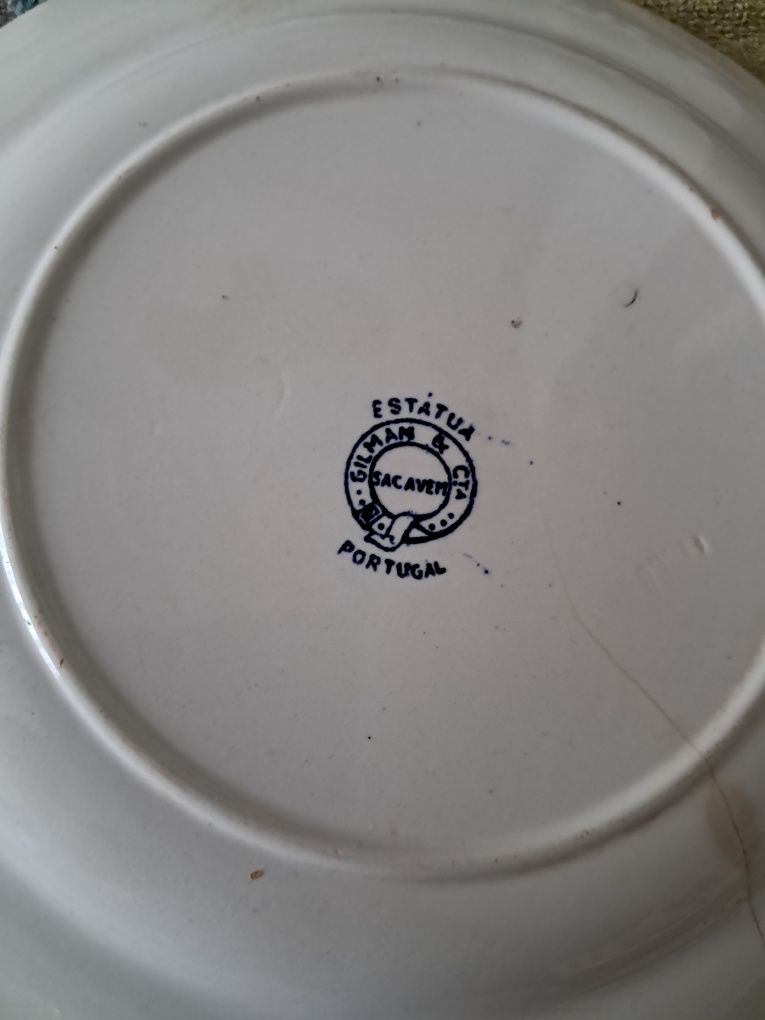 ESTÁTUA
GILMAN & CTA
SACAVEM
PORTUGAL